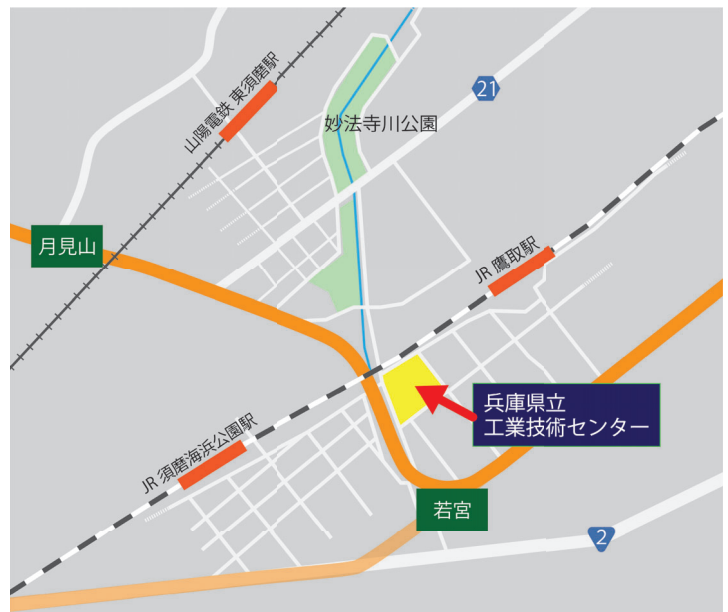 山陽電鉄 東須磨駅
21
妙法寺川公園
月見山
JR 鷹取駅
兵庫県立
工業技術センター
JR 須磨海浜公園駅
若宮
2